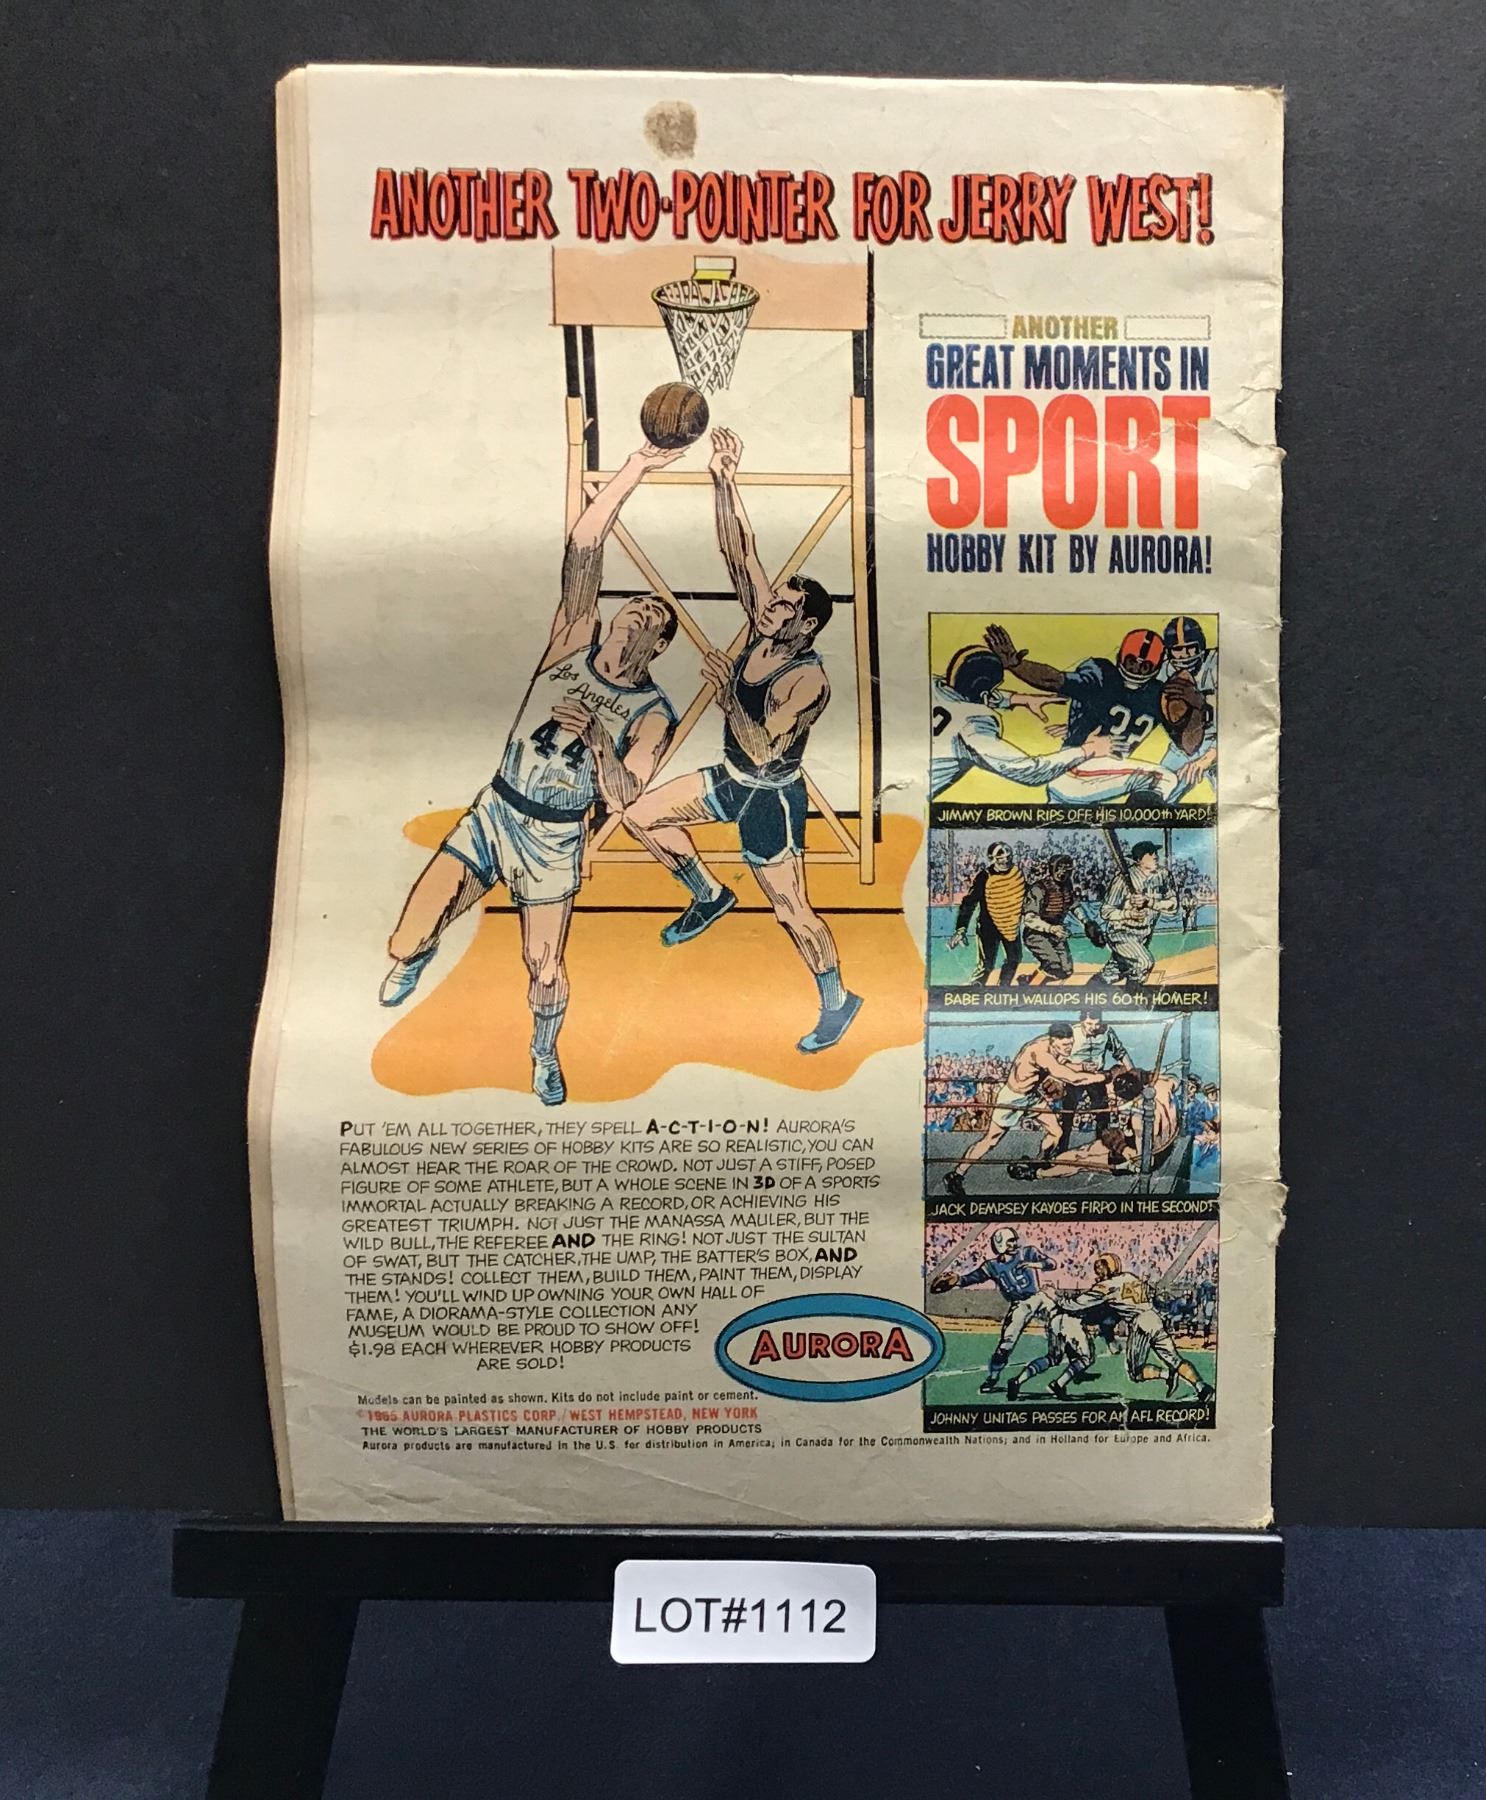 ANOTHER TWO-POINTER FOR JERRY WEST!
ANOTHER
GREAT MOMENTS IN
SPORT
HOBBY KIT BY AURORA!
Los
Angeles
44
32
JIMMY BROWN RIPS OFF HIS 10,000th YARD!
BABE RUTH WALLOPS HIS 60th HOMER!
JACK DEMPSEY KAYOES FIRPO IN THE SECOND!
15
JOHNNY UNITAS PASSES FOR AN AFL RECORD!
PUT 'EM ALL TOGETHER, THEY SPELL A-C-T-I-O-N! AURORA'S
FABULOUS NEW SERIES OF HOBBY KITS ARE SO REALISTIC, YOU CAN
ALMOST HEAR THE ROAR OF THE CROWD. NOT JUST A STIFF, POSED
FIGURE OF SOME ATHLETE, BUT A WHOLE SCENE IN 3D OF A SPORTS
IMMORTAL ACTUALLY BREAKING A RECORD, OR ACHIEVING HIS
GREATEST TRIUMPH. NOT JUST THE MANASSA MAULER, BUT THE
WILD BULL, THE REFEREE AND THE RING! NOT JUST THE SULTAN
OF SWAT, BUT THE CATCHER, THE UMP, THE BATTER'S BOX, AND
THE STANDS! COLLECT THEM, BUILD THEM, PAINT THEM, DISPLAY
THEM! YOU'LL WIND UP OWNING YOUR OWN HALL OF
FAME, A DIORAMA-STYLE COLLECTION ANY
MUSEUM WOULD BE PROUD TO SHOW OFF!
$1.98 EACH WHEREVER HOBBY PRODUCTS
ARE SOLD!
AURORA
Models can be painted as shown. Kits do not include paint or cement.
©1965 AURORA PLASTICS CORP./WEST HEMPSTEAD, NEW YORK
THE WORLD'S LARGEST MANUFACTURER OF HOBBY PRODUCTS
Aurora products are manufactured in the U.S. for distribution in America; in Canada for the Commonwealth Nations; and in Holland for Europe and Africa.
LOT#1112